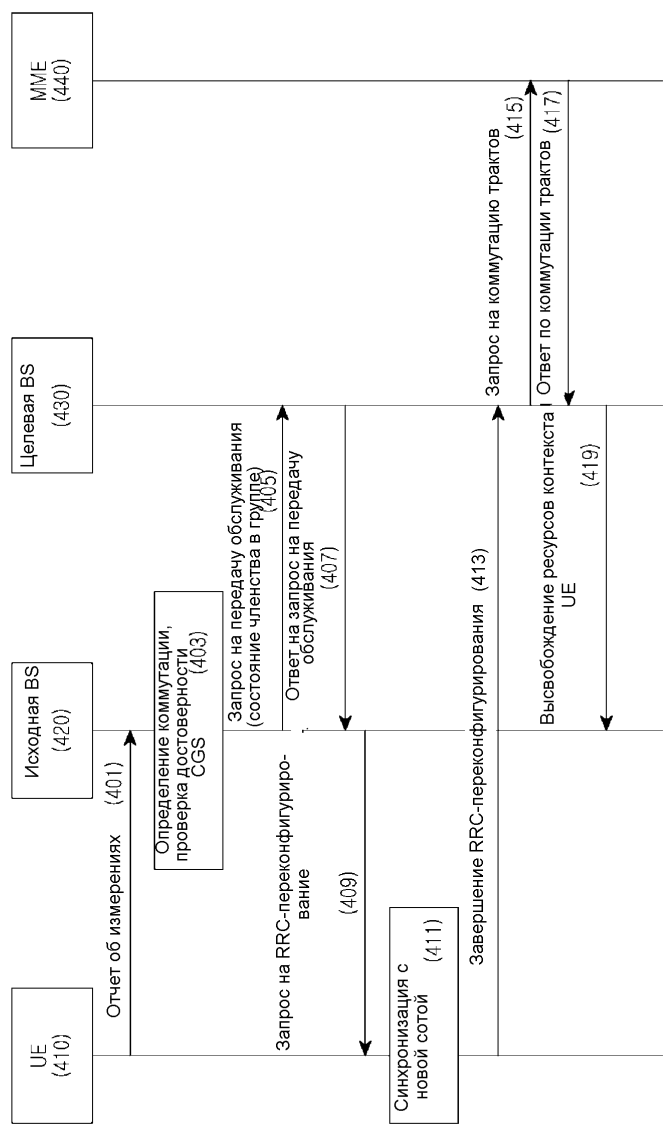 UE
(410)
Исходная BS
(420)
Целевая BS
(430)
MME
(440)
(401)
Отчет об измерениях
Определение коммутации,
проверка достоверности
CGS
(403)
Запрос на передачу обслуживания
(состояние членства в группе)
(405)
Ответ на запрос на передачу
обслуживания
(407)
Запрос на RRC-переконфигуриро-
вание
(409)
Синхронизация с
новой сотой
(411)
Завершение RRC-переконфигурирования (413)
Запрос на коммутацию трактов
(415)
Ответ по коммутации трактов
(417)
Высвобождение ресурсов контекста
UE
(419)